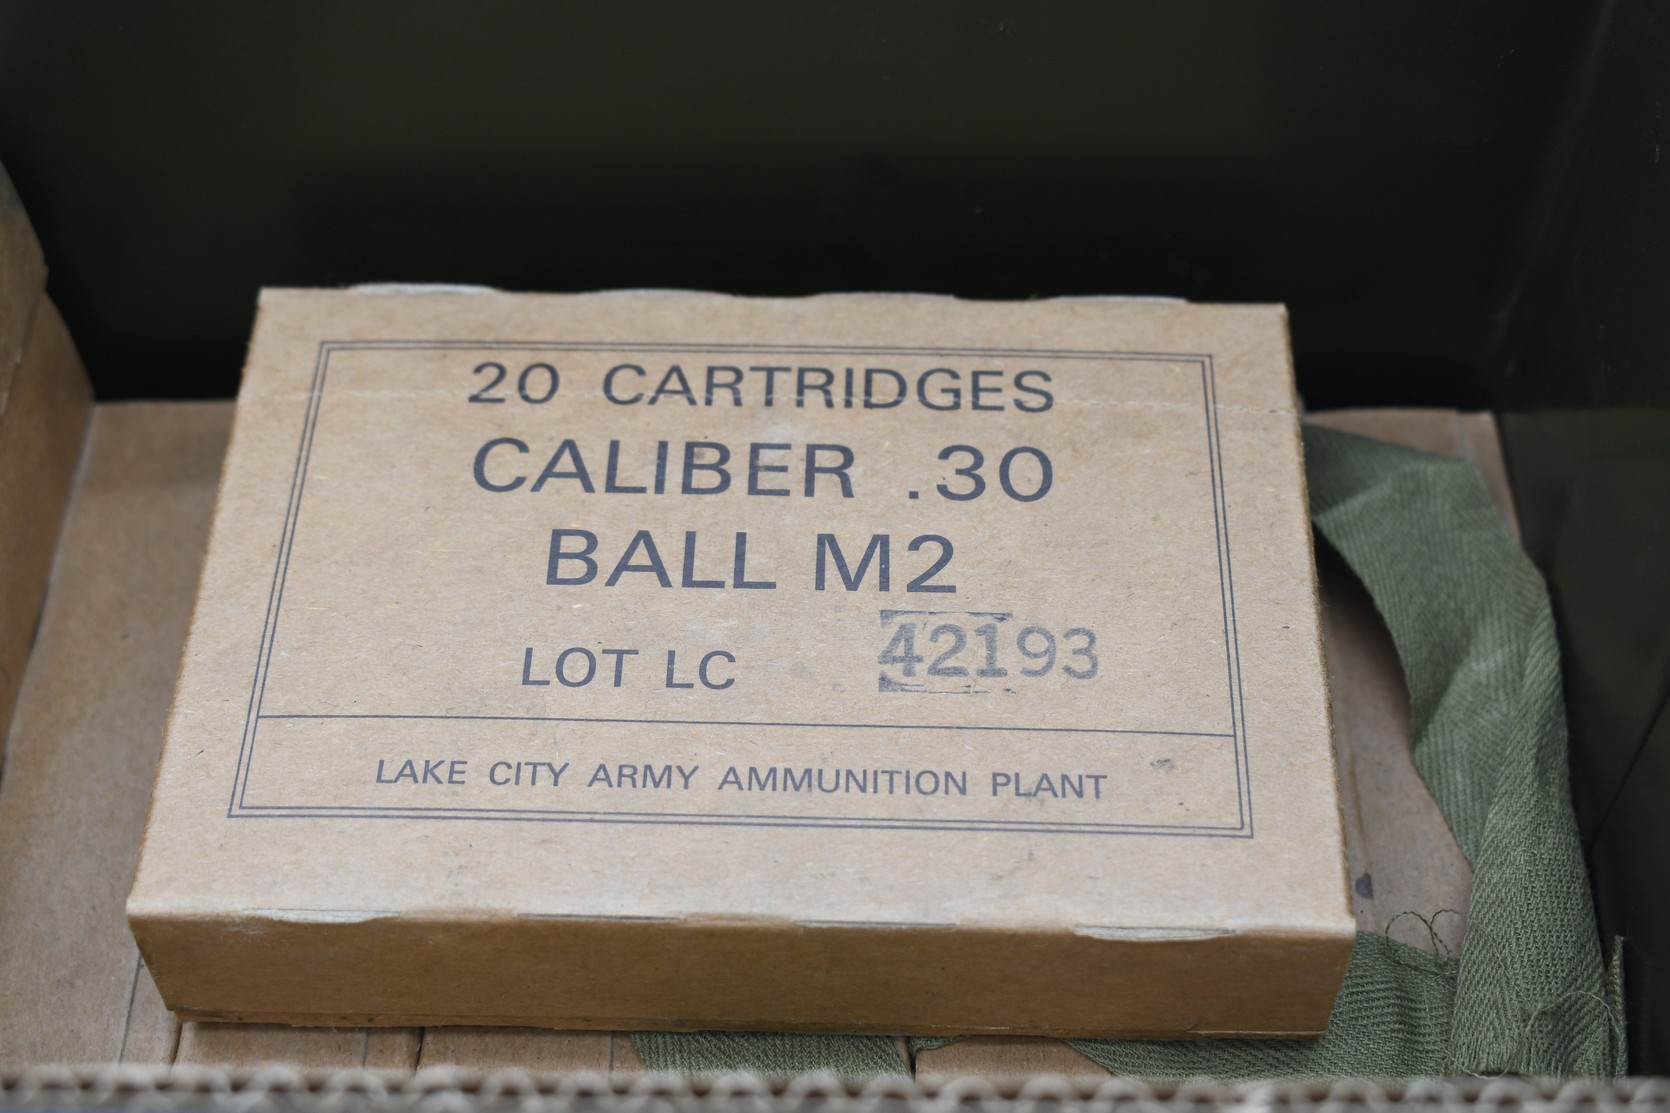 20 CARTRIDGES
CALIBER .30
BALL M2
LOT LC 42193
LAKE CITY ARMY AMMUNITION PLANT